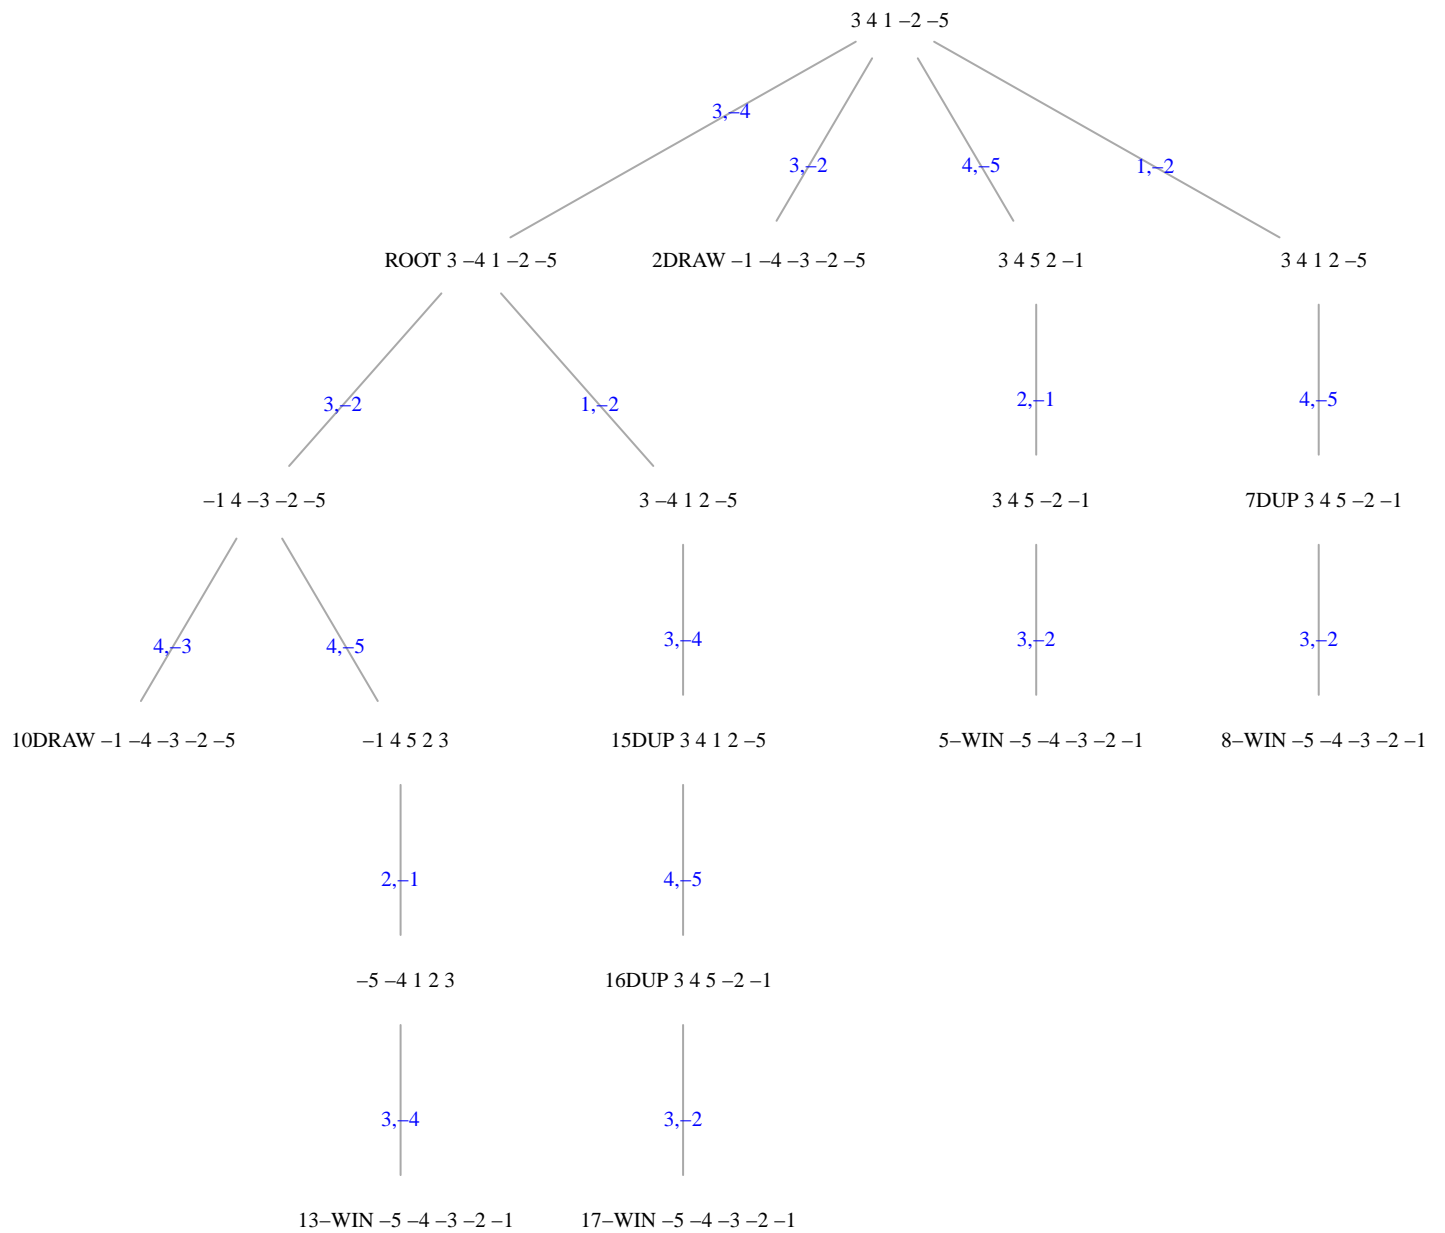 3 4 1 –2 –5
3,–4
3,–2
4,–5
1,–2
ROOT 3 –4 1 –2 –5
2DRAW –1 –4 –3 –2 –5
3 4 5 2 –1
3 4 1 2 –5
3,–2
1,–2
2,–1
4,–5
–1 4 –3 –2 –5
3 –4 1 2 –5
3 4 5 –2 –1
7DUP 3 4 5 –2 –1
4,–3
4,–5
3,–4
3,–2
3,–2
10DRAW –1 –4 –3 –2 –5
–1 4 5 2 3
15DUP 3 4 1 2 –5
5–WIN –5 –4 –3 –2 –1
8–WIN –5 –4 –3 –2 –1
2,–1
4,–5
–5 –4 1 2 3
16DUP 3 4 5 –2 –1
3,–4
3,–2
13–WIN –5 –4 –3 –2 –1
17–WIN –5 –4 –3 –2 –1